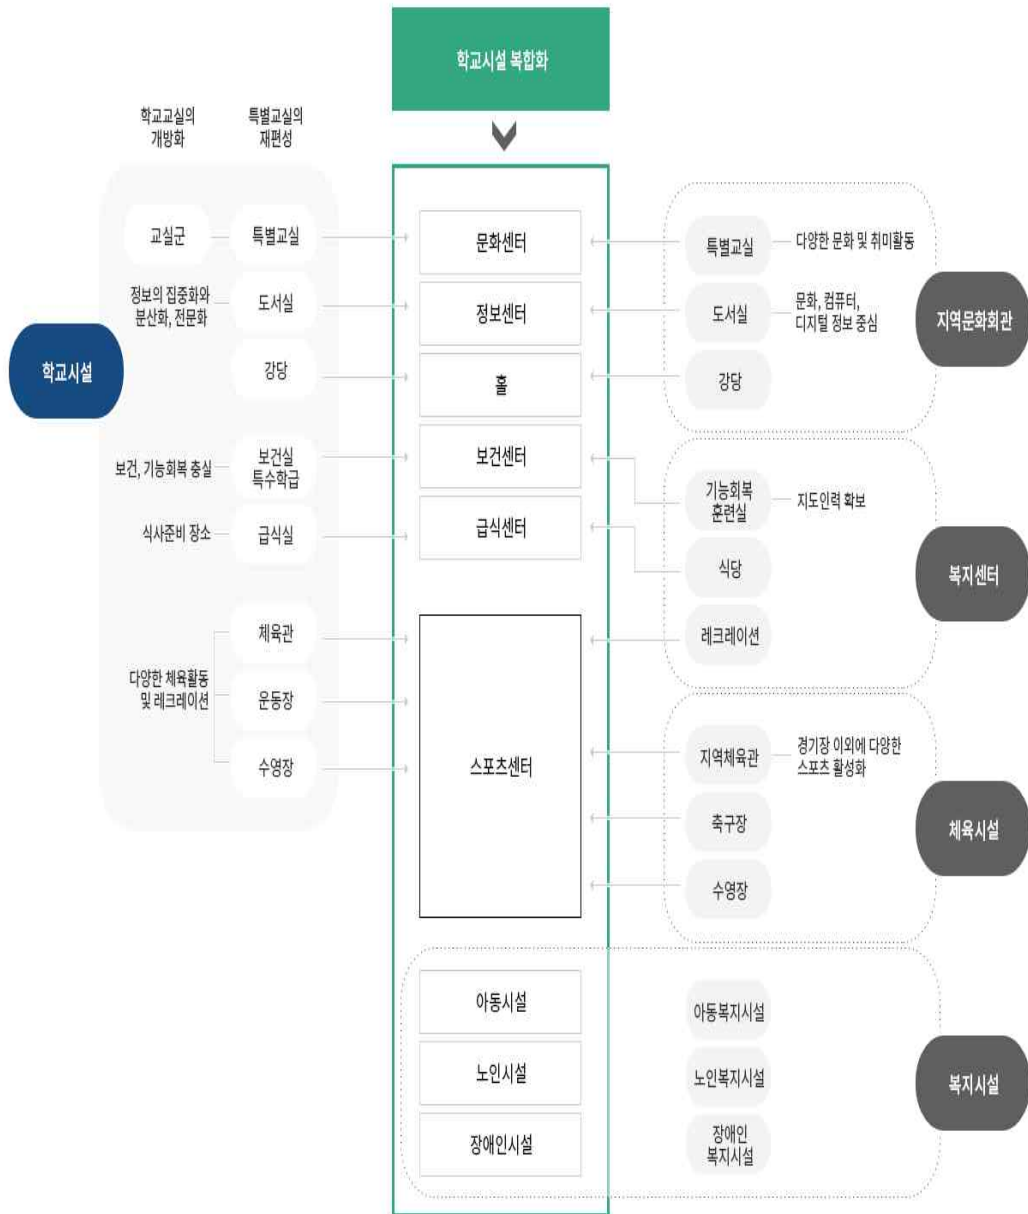 학교시설 복합화
학교교실의
개방화
특별교실의
재편성
교실군
특별교실
정보의 집중화와
분산화, 전문화
도서실
강당
학교시설
보건, 기능회복 충실
보건실
특수학급
식사준비 장소
급식실
체육관
다양한 체육활동
및 레크레이션
운동장
수영장
문화센터
정보센터
홀
보건센터
급식센터
스포츠센터
아동시설
노인시설
장애인시설
특별교실
다양한 문화 및 취미활동
도서실
문화, 컴퓨터,
디지털 정보 중심
강당
지역문화회관
기능회복
훈련실
지도인력 확보
식당
레크레이션
복지센터
지역체육관
경기장 이외에 다양한
스포츠 활성화
축구장
수영장
체육시설
아동복지시설
노인복지시설
장애인
복지시설
복지시설